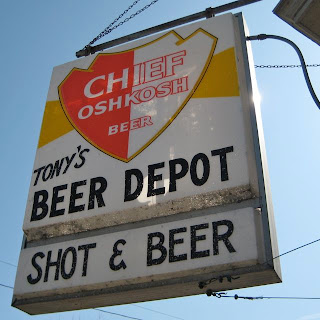 CHIEF
OSHKOSH
BEER
TONY'S
BEER DEPOT
SHOT & BEER